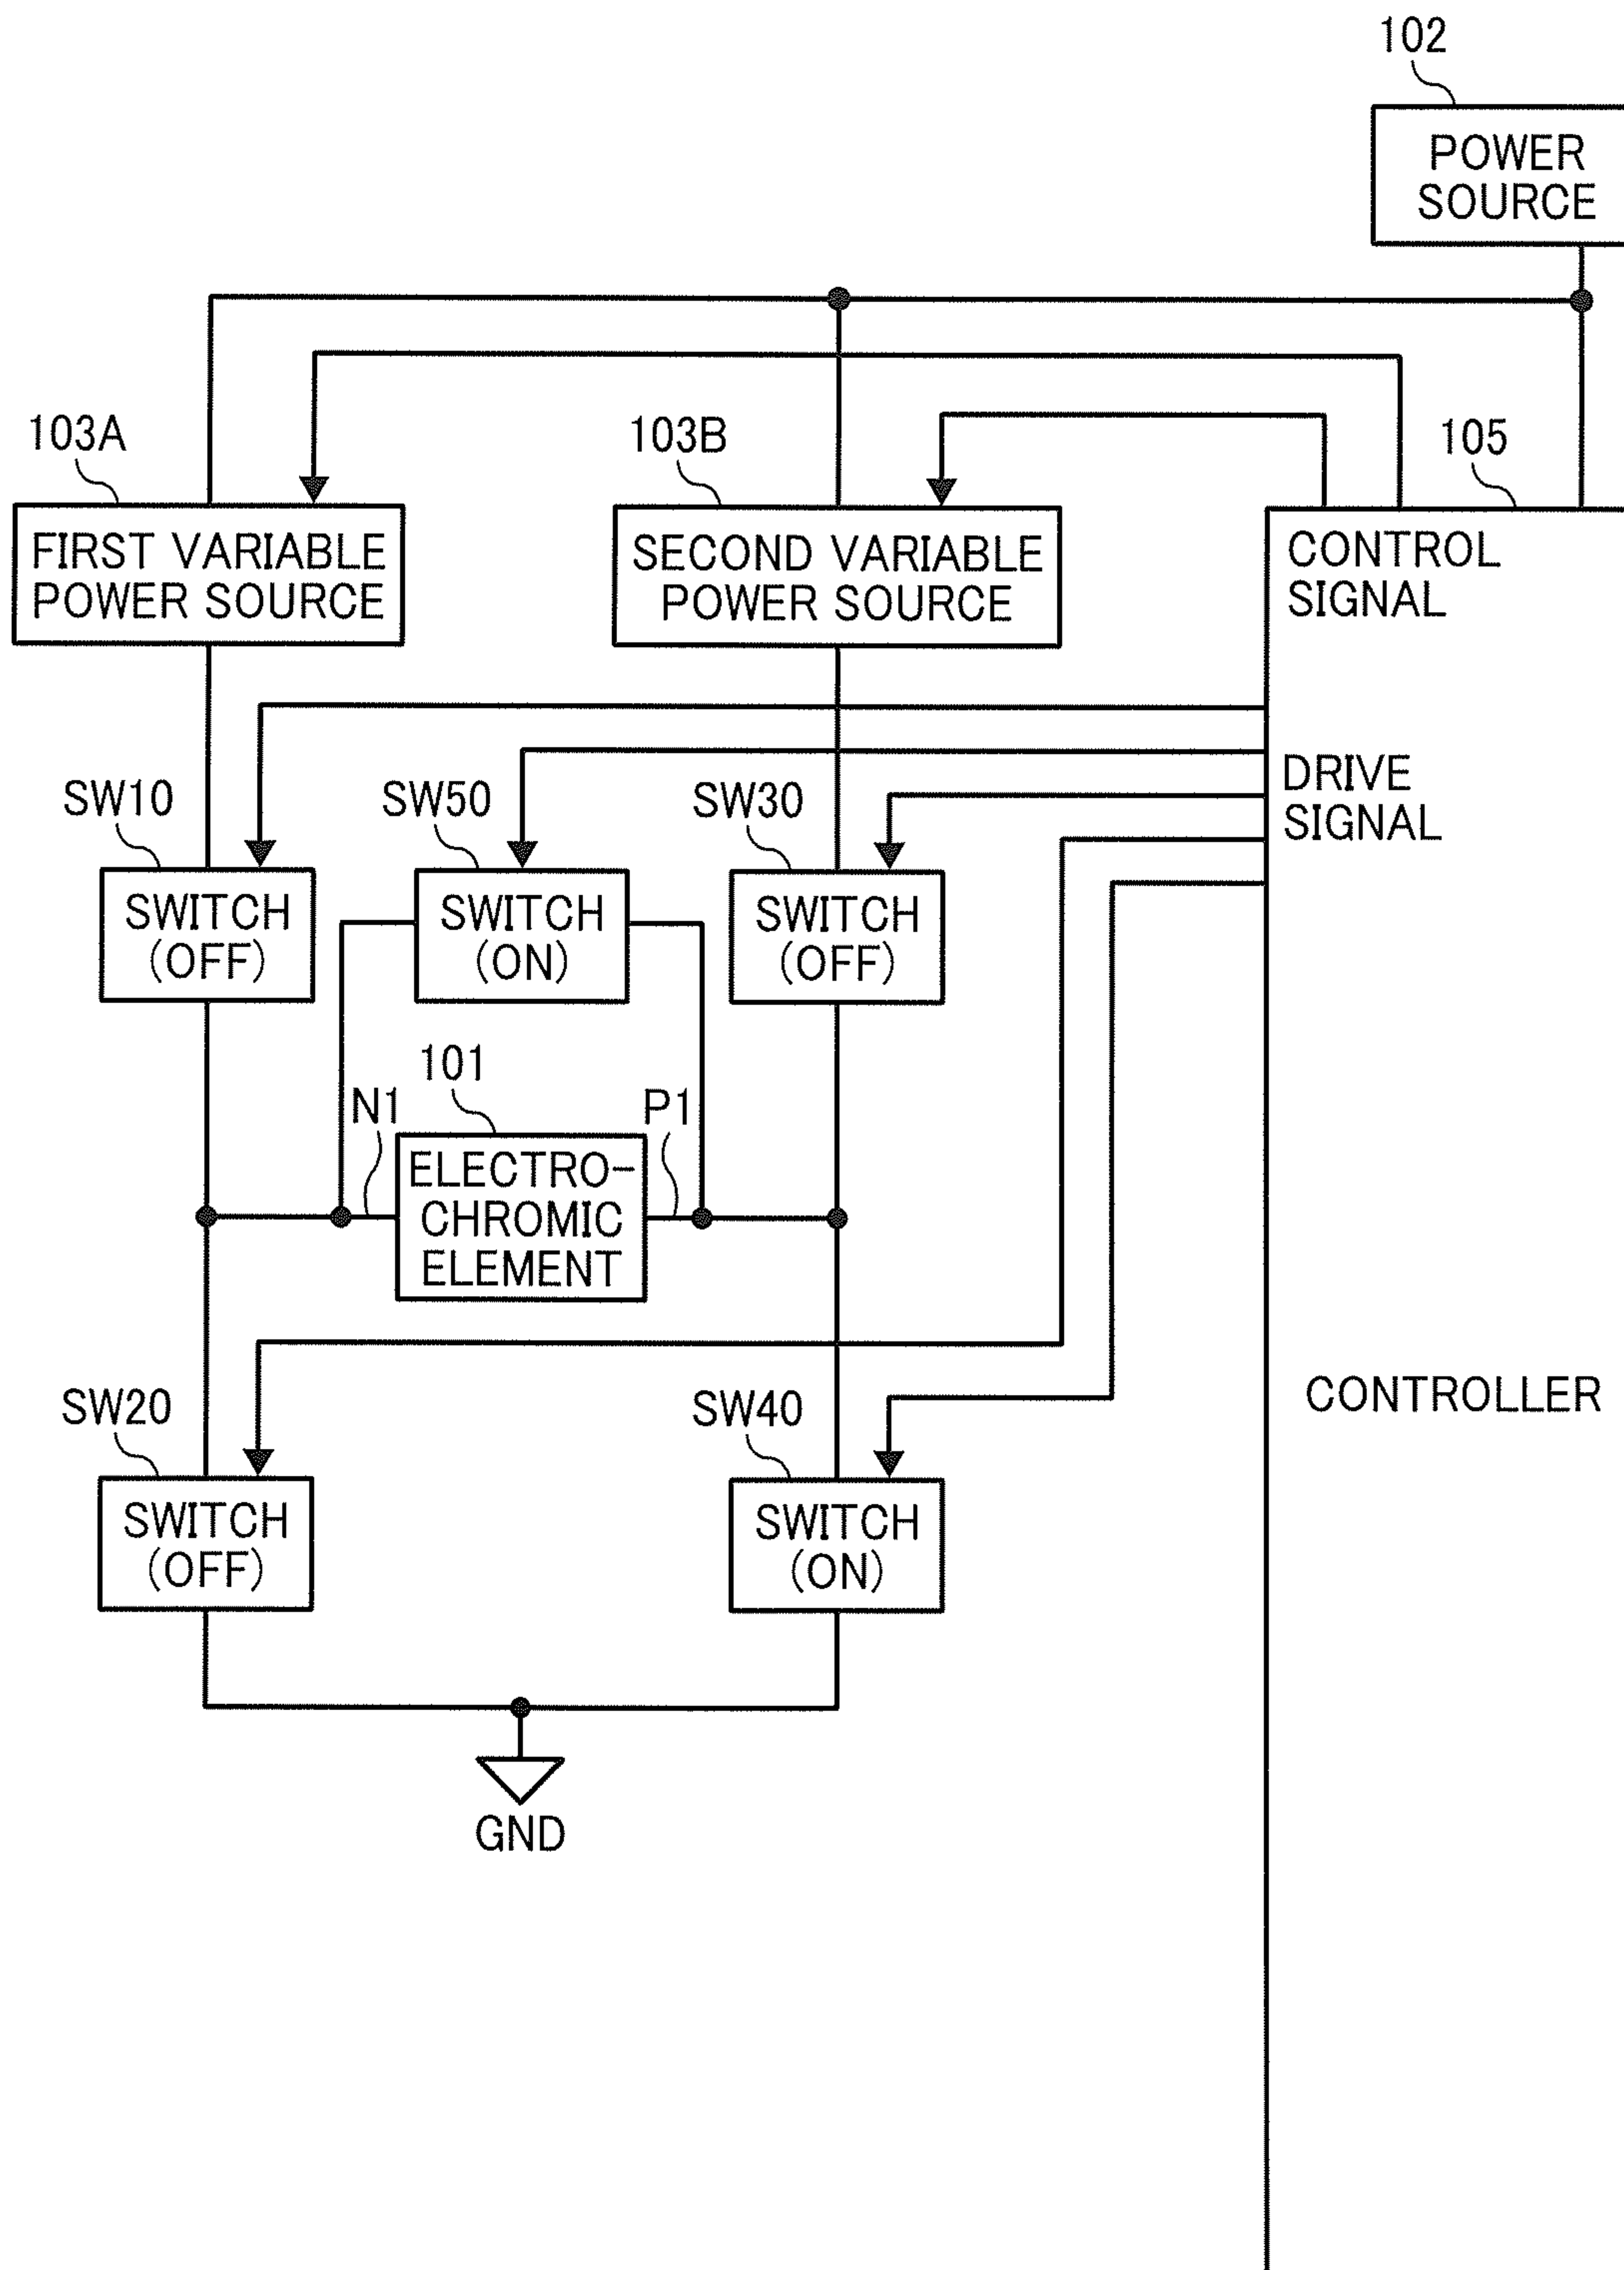 102
POWER
SOURCE
103A
103B
105
FIRST VARIABLE
POWER SOURCE
SECOND VARIABLE
POWER SOURCE
CONTROL
SIGNAL
DRIVE
SIGNAL
SW10
SW50
SW30
SWITCH
(OFF)
SWITCH
(ON)
SWITCH
(OFF)
101
N1
P1
ELECTRO-
CHROMIC
ELEMENT
CONTROLLER
SW20
SW40
SWITCH
(OFF)
SWITCH
(ON)
GND